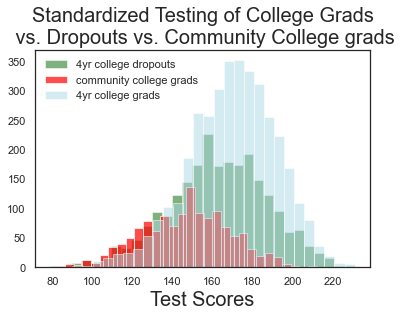 Standardized Testing of College Grads
vs. Dropouts vs. Community College grads
4yr college dropouts
community college grads
4yr college grads
350
300
250
200
150
100
50
0
80 100 120 140 160 180 200 220
Test Scores